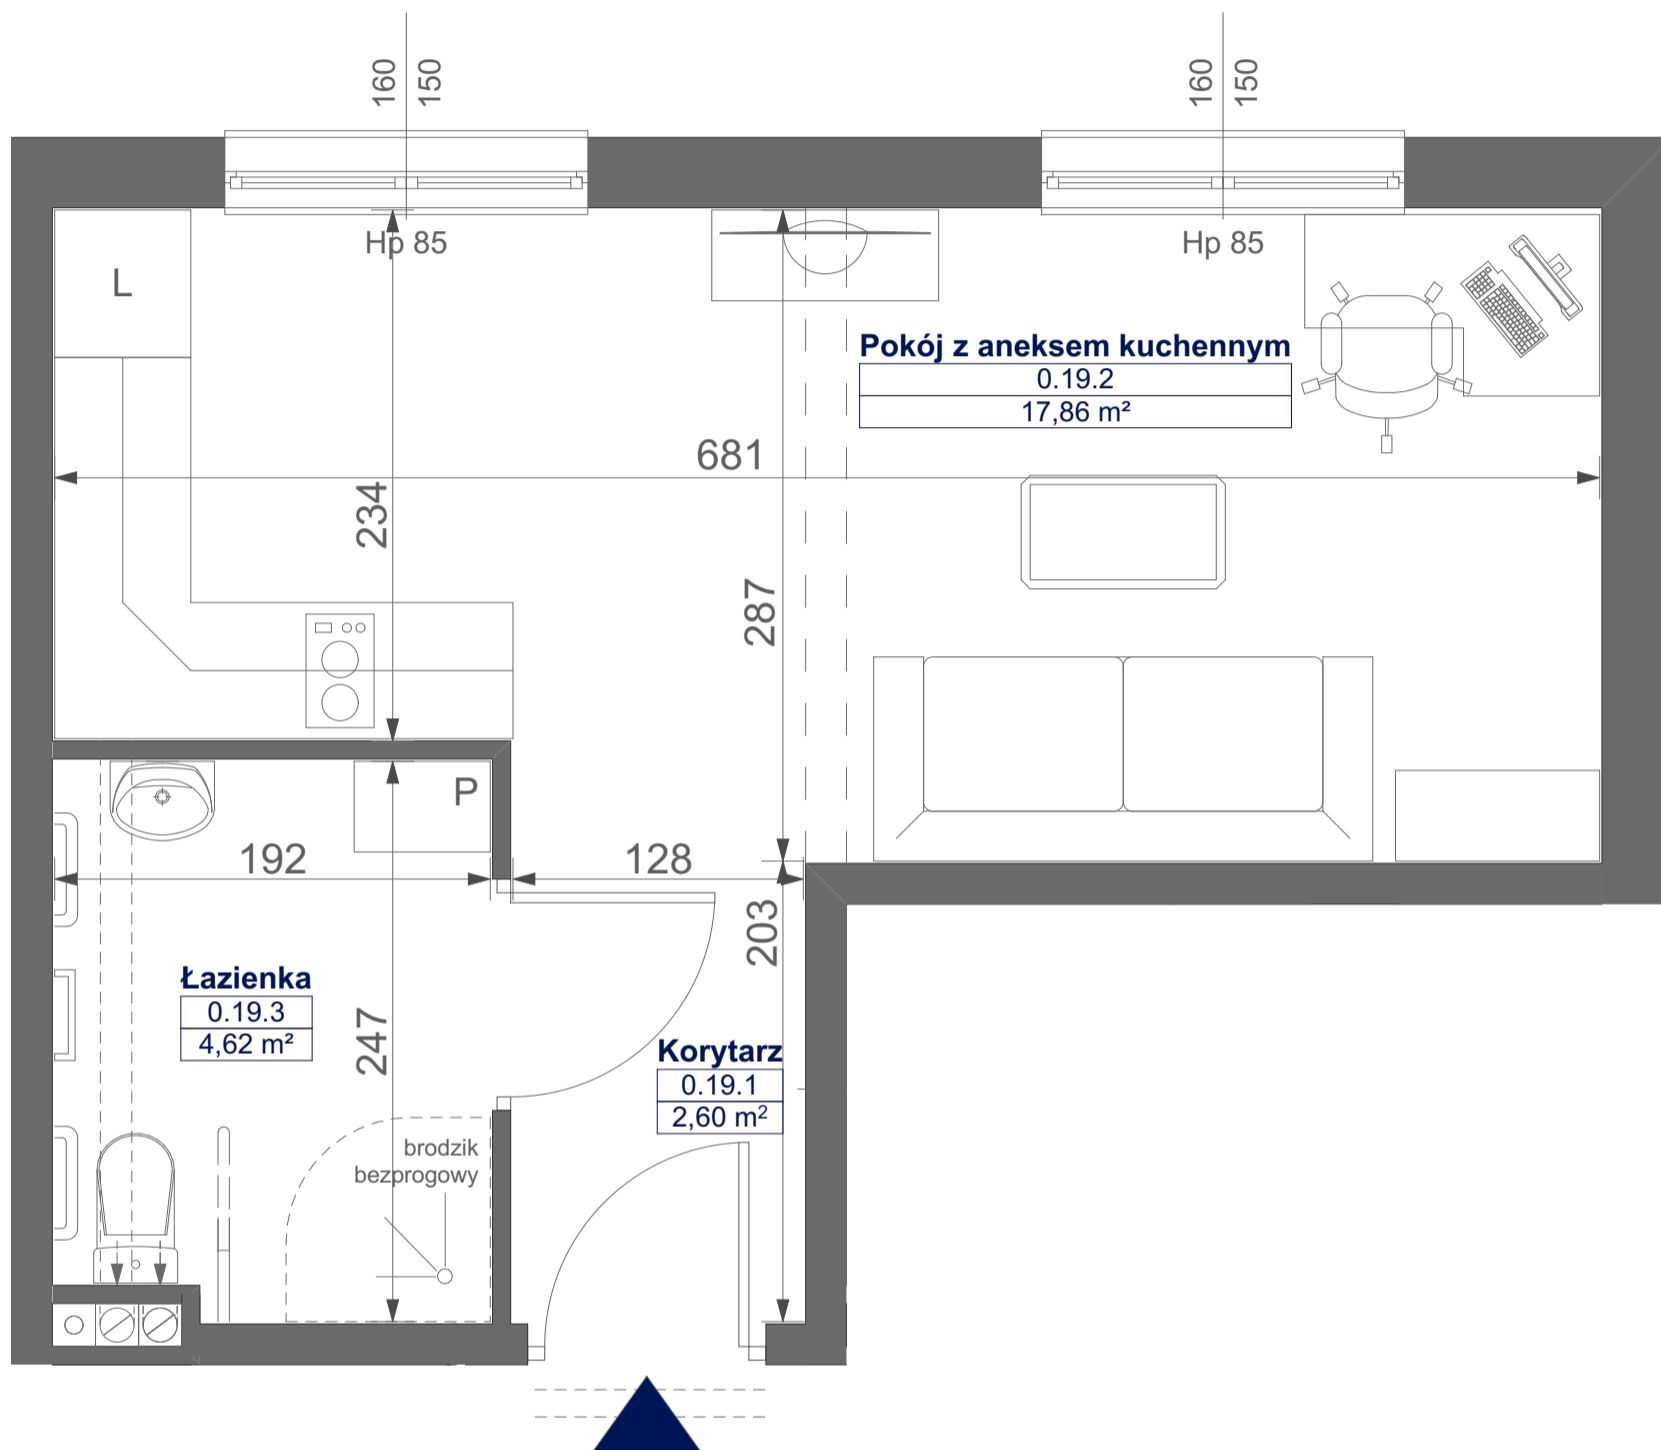 160
150
160
150
Hp 85
Hp 85
L
Pokój z aneksem kuchennym
0.19.2
17,86 m²
681
234
287
P
192
128
203
Łazienka
0.19.3
4,62 m²
247
Korytarz
0.19.1
2,60 m²
brodzik
bezprogowy